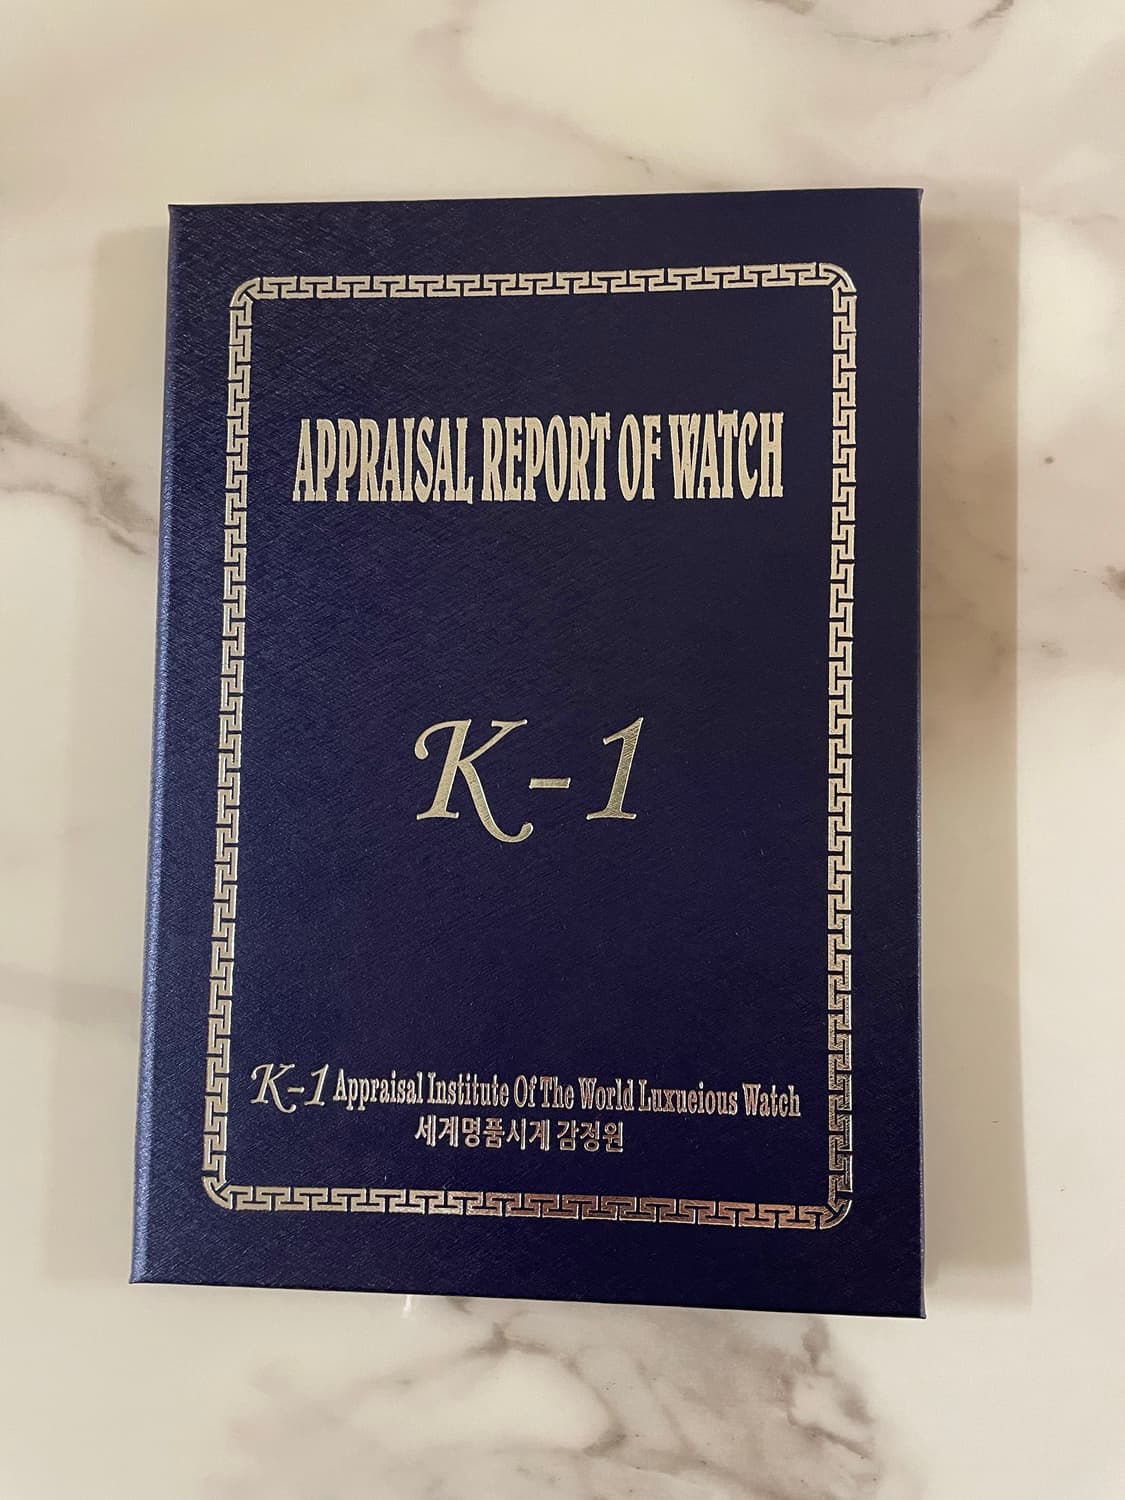 APPRAISAL REPORT OF WATCH
K-1
K-1 Appraisal Institute Of The World Luxueious Watch
세계명품시계 감정원